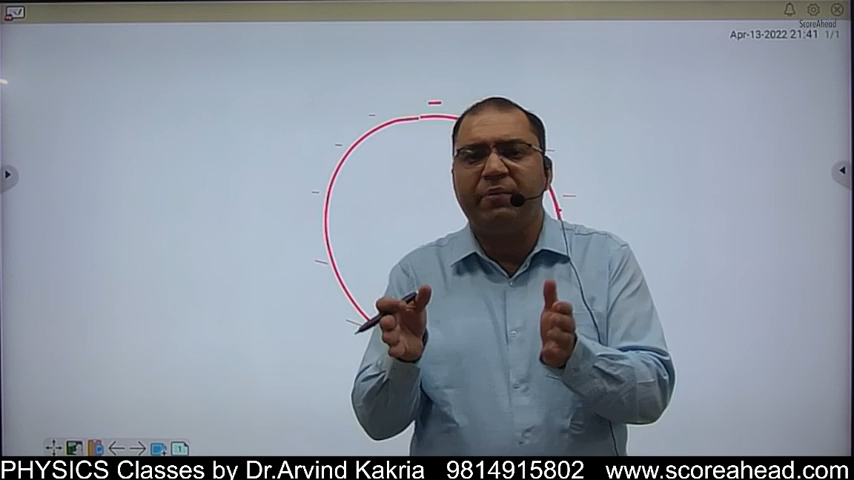 ScoreAhead
Apr-13-2022 21:41 1/1
PHYSICS Classes by Dr.Arvind Kakria 9814915802 www.scoreahead.com